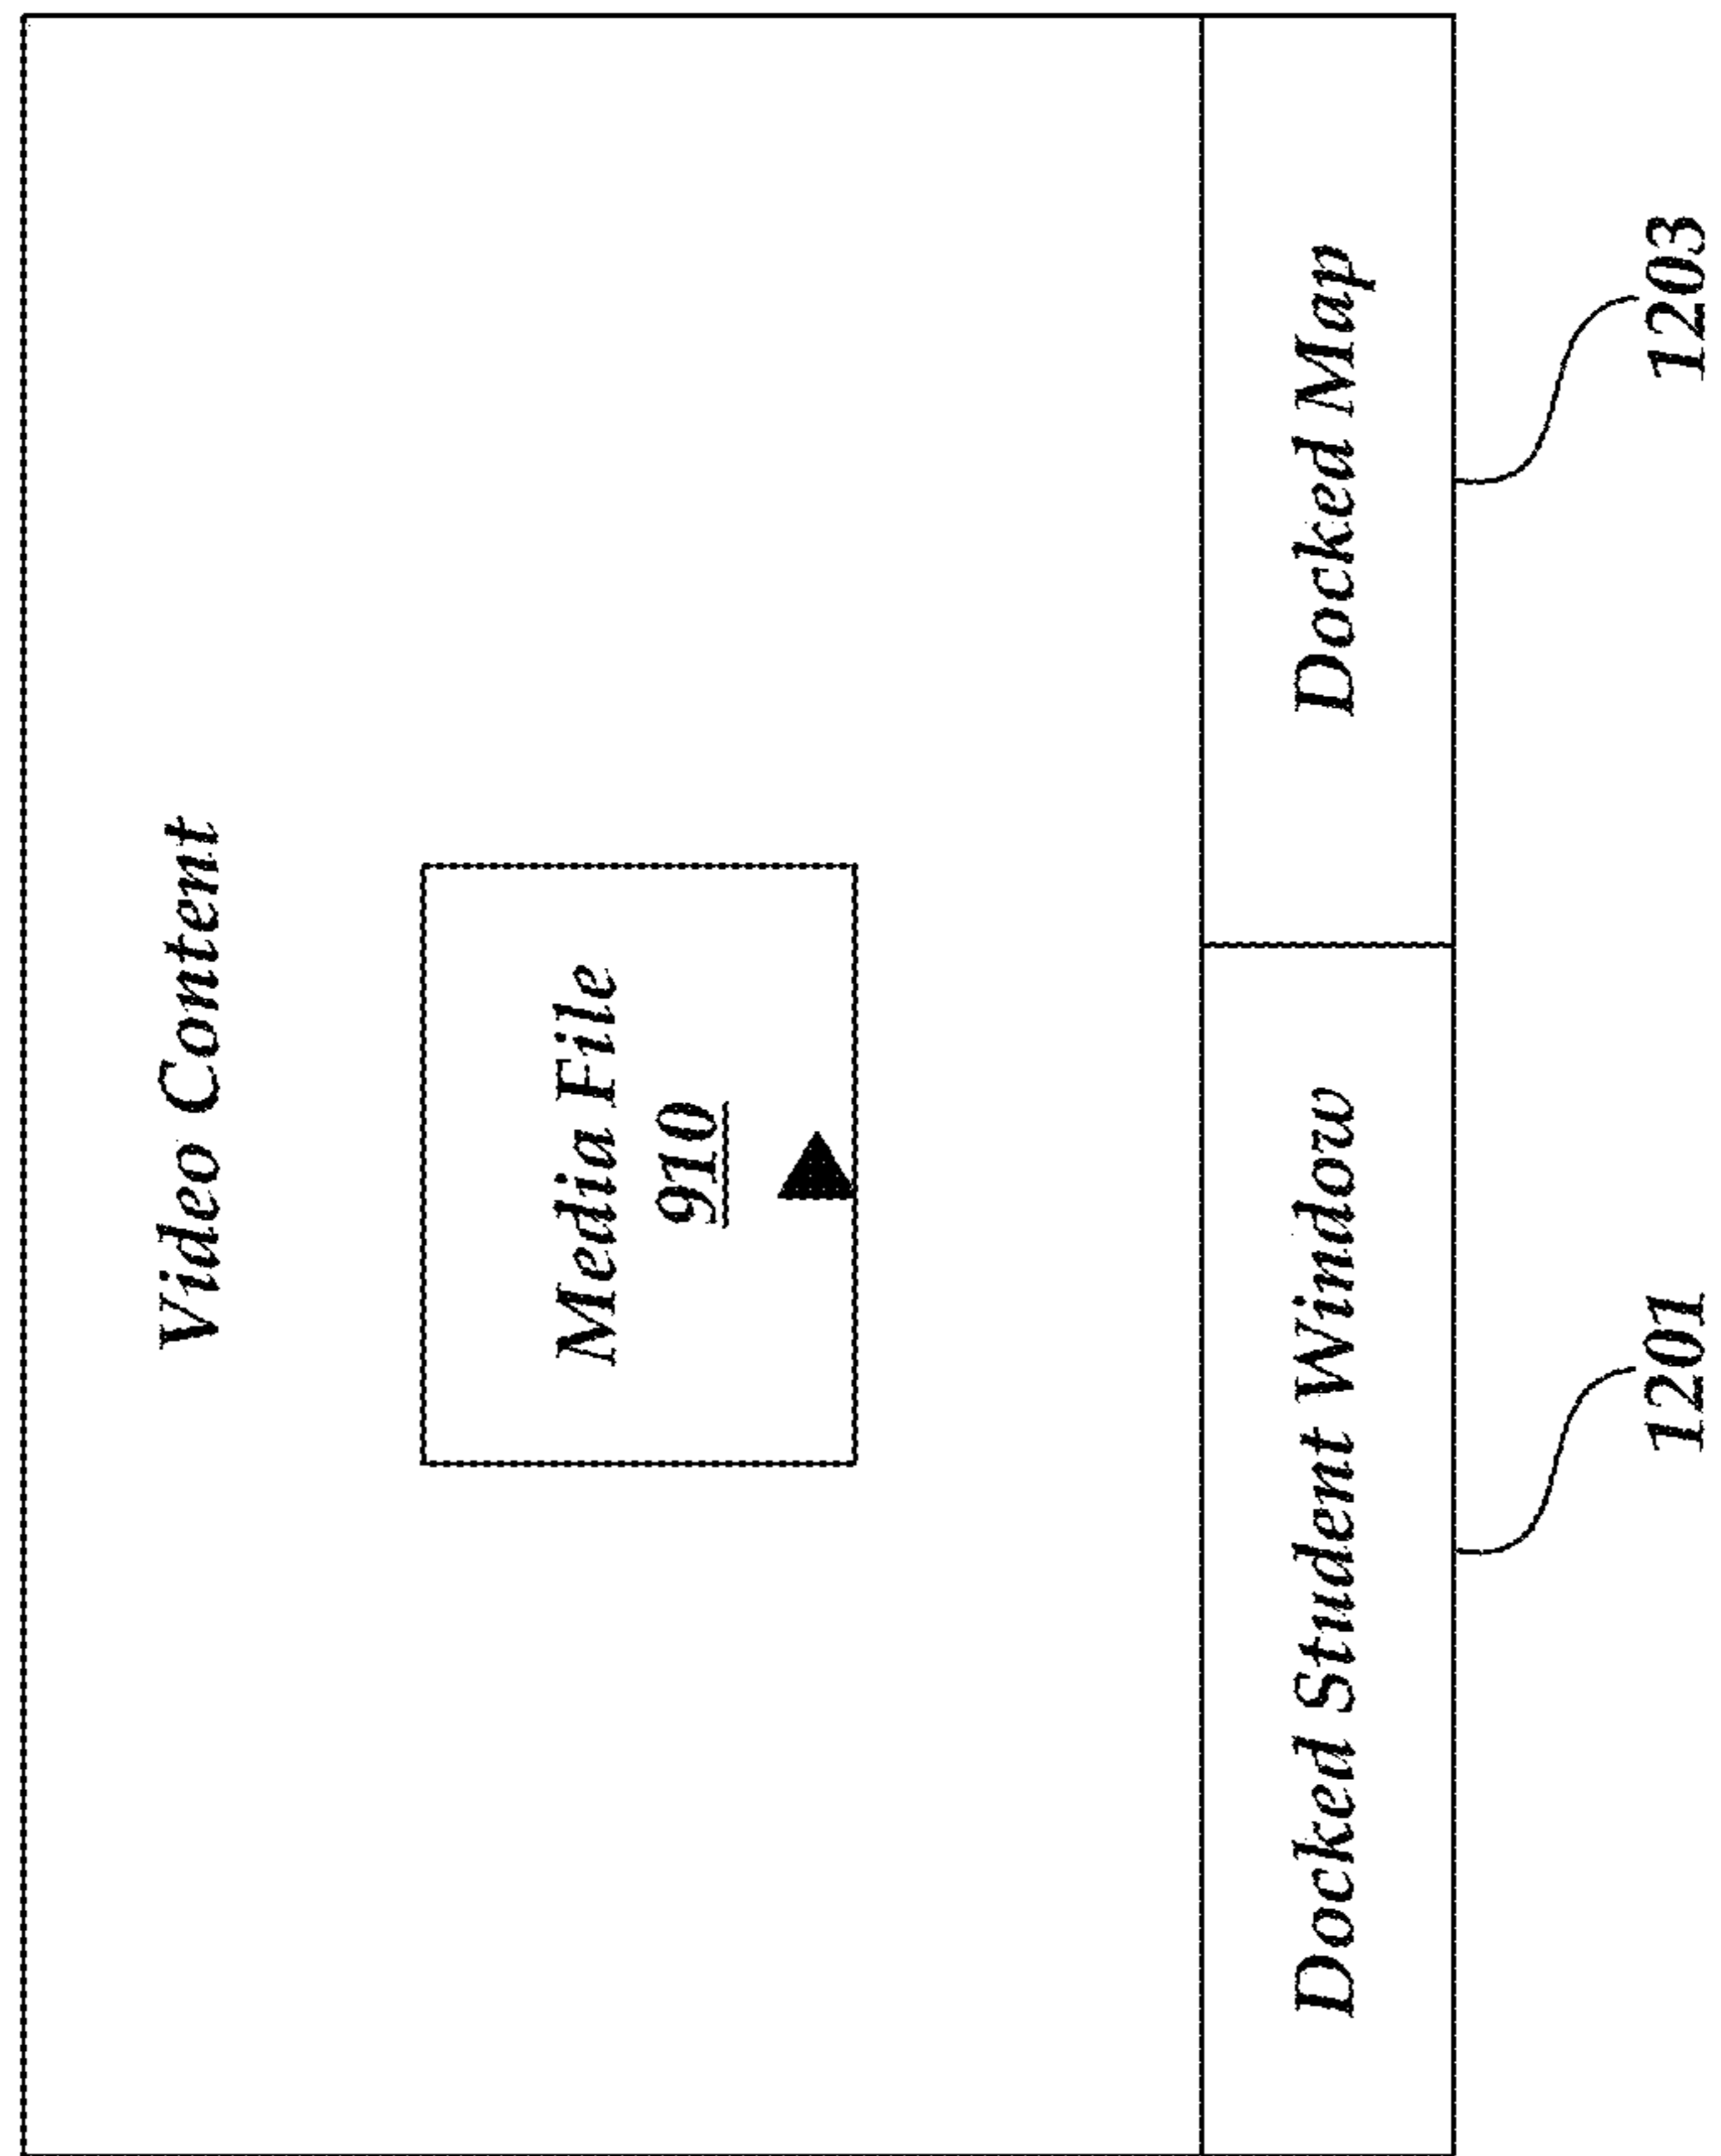 Video Content
Media File
910
Docked Student Window
Docked Map
1201
1203